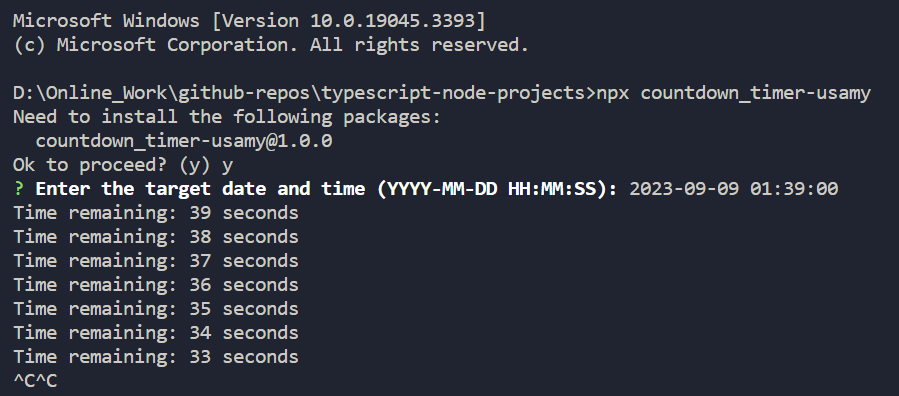 Microsoft Windows [Version 10.0.19045.3393]
(c) Microsoft Corporation. All rights reserved.
D:\Online_Work\github-repos\typescript-node-projects>npx countdown_timer-usamy
Need to install the following packages:
  countdown_timer-usamy@1.0.0
Ok to proceed? (y) y
? Enter the target date and time (YYYY-MM-DD HH:MM:SS): 2023-09-09 01:39:00
Time remaining: 39 seconds
Time remaining: 38 seconds
Time remaining: 37 seconds
Time remaining: 36 seconds
Time remaining: 35 seconds
Time remaining: 34 seconds
Time remaining: 33 seconds
^C^C